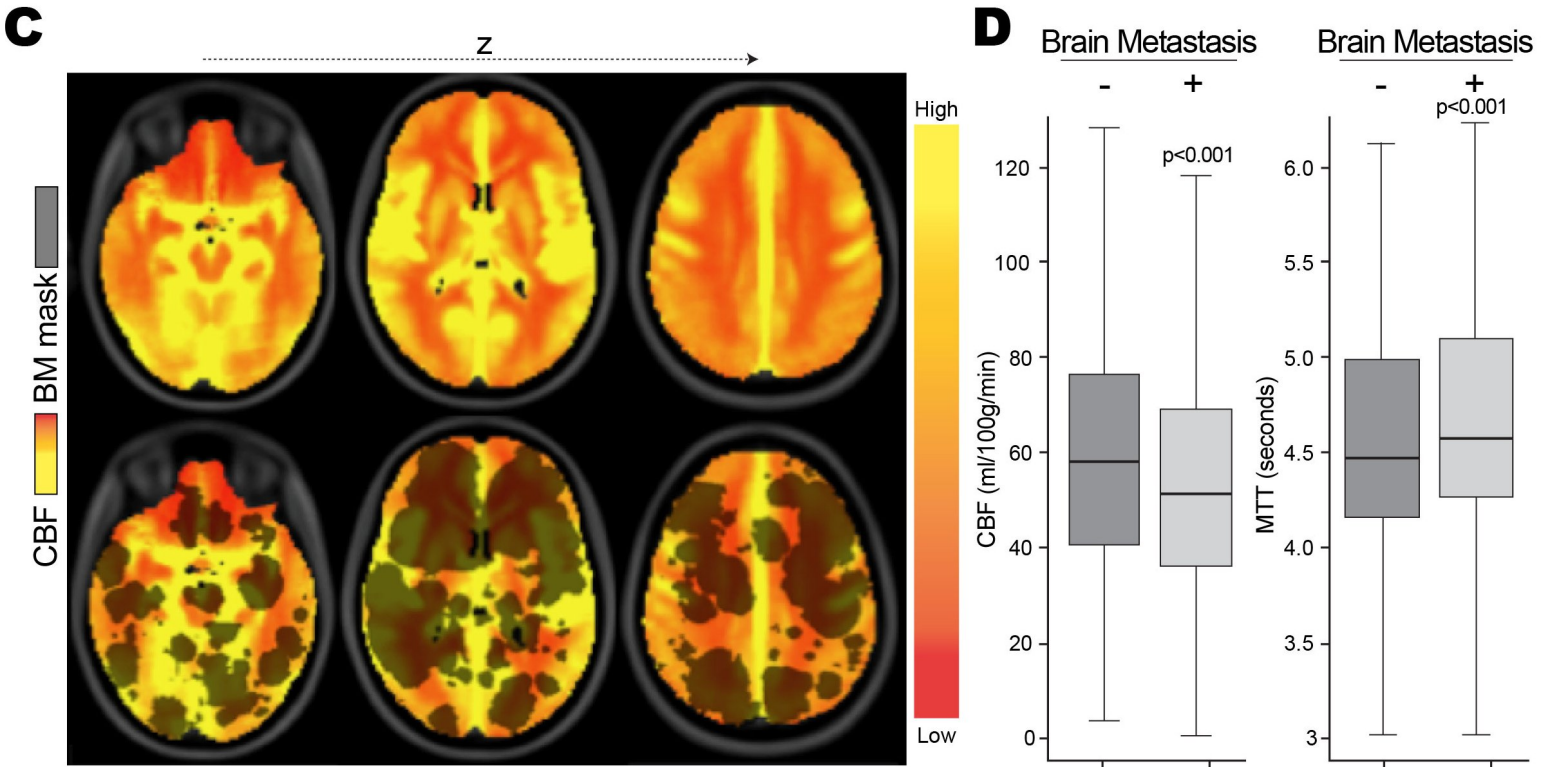 C
z
CBF BM mask
High
Low
D
Brain Metastasis
- +
p<0.001
CBF (ml/100g/min)
120
100
80
60
40
20
0
Brain Metastasis
- +
p<0.001
MTT (seconds)
6.0
5.5
5.0
4.5
4.0
3.5
3